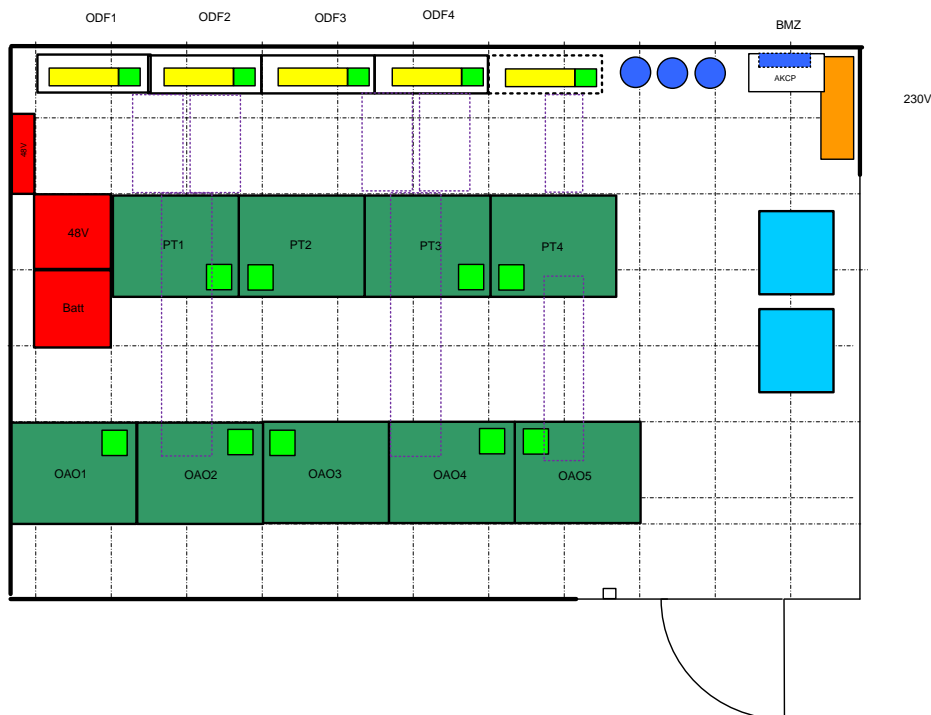 ODF1
ODF2
ODF3
ODF4
BMZ
AKCP
230V
48V
48V
PT1
PT2
PT3
PT4
Batt
OAO1
OAO2
OAO3
OAO4
OAO5